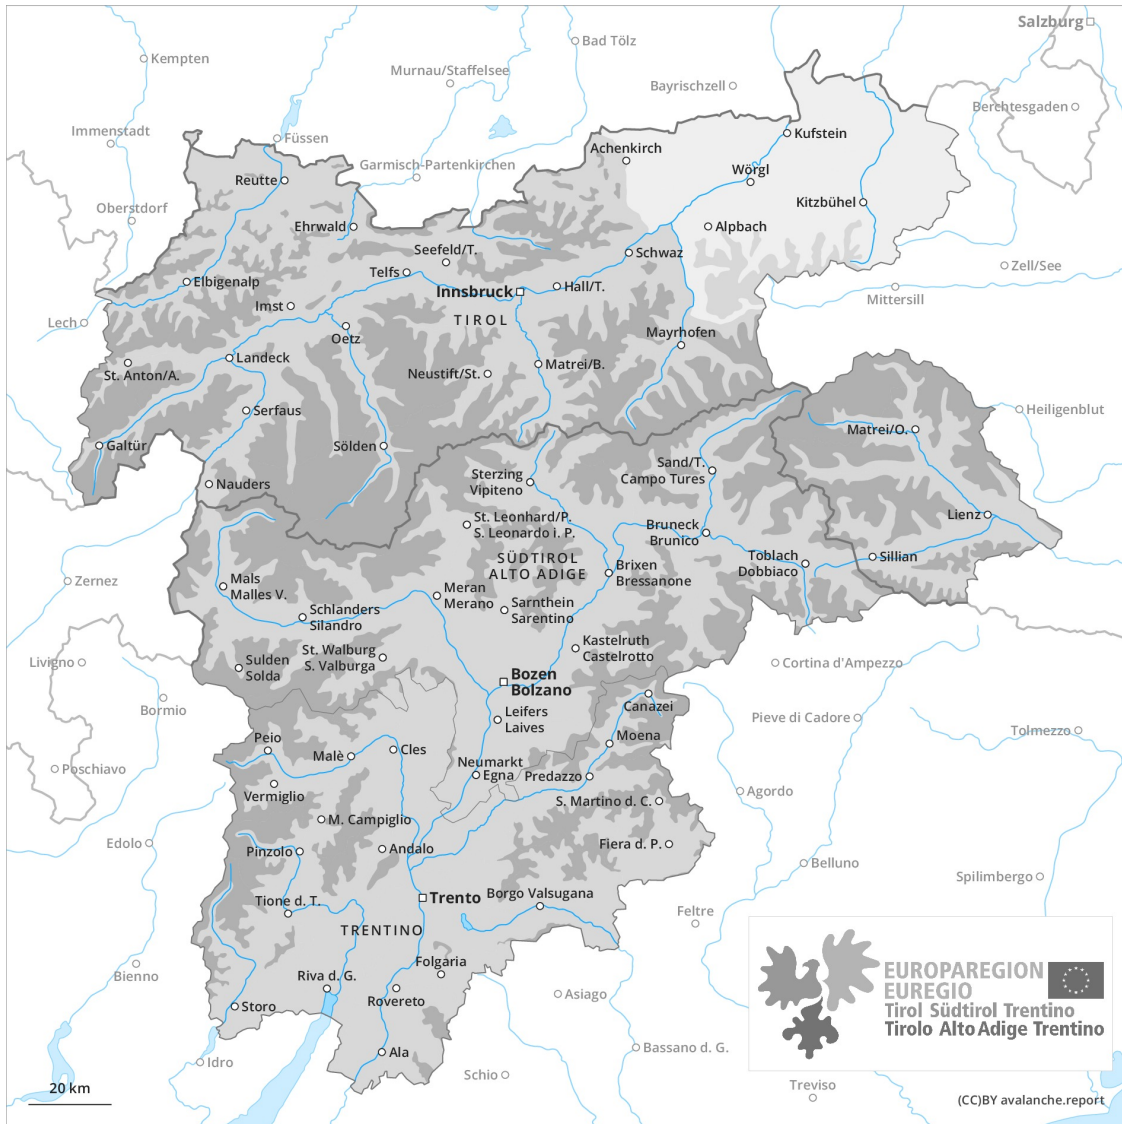 Salzburg
Bad Tölz
Kempten
Murnau/Staffelsee
Bayrischzell
Berchtesgaden
Immenstadt
Füssen
Kufstein
Achenkirch
Garmisch-Partenkirchen
Wörgl
Reutte
Kitzbühel
Oberstdorf
Ehrwald
Alpbach
Seefeld/T.
Schwaz
Zell/See
Telfs
Elbigenalp
Hall/T.
Innsbruck
Mittersill
Imst
TIROL
Lech
Mayrhofen
Oetz
Landeck
Matrei/B.
St. Anton/A.
Neustift/St.
Serfaus
Heiligenblut
Matrei/O.
Galtür
Sölden
Sand/T.
Campo Tures
Sterzing
Vipiteno
Nauders
St. Leonhard/P.
S. Leonardo i. P.
Lienz
Bruneck
Brunico
SÜDTIROL
ALTO ADIGE
Toblach
Dobbiaco
Sillian
Brixen
Bressanone
Zernez
Mals
Malles V.
Meran
Merano
Sarnthein
Sarentino
Schlanders
Silandro
Kastelruth
Castelrotto
St. Walburg
S. Valburga
Livigno
Sulden
Solda
Cortina d'Ampezzo
Bozen
Bolzano
Bormio
Canazei
Leifers
Laives
Pieve di Cadore
Tolmezzo
Moena
Peio
Malè
Cles
Neumarkt
Egna
Predazzo
Poschiavo
Vermiglio
Agordo
S. Martino d. C.
M. Campiglio
Edolo
Pinzolo
Andalo
Fiera d. P.
Belluno
Spilimbergo
Trento
Borgo Valsugana
Tione d. T.
Feltre
TRENTINO
Folgaria
Bienno
Riva d. G.
Rovereto
Asiago
Storo
EUROPAREGION
EUREGIO
Tirol Südtirol Trentino
Tirolo Alto Adige Trentino
Ala
Idro
Bassano d. G.
Schio
Treviso
20 km
(CC)BY avalanche.report